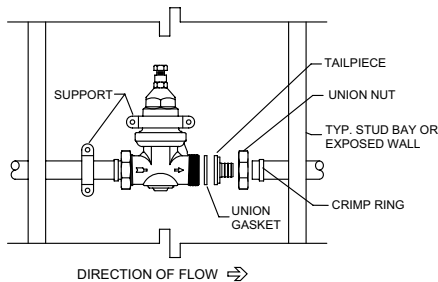 TAILPIECE
SUPPORT
UNION NUT
TYP. STUD BAY OR
EXPOSED WALL
CRIMP RING
UNION
GASKET
DIRECTION OF FLOW